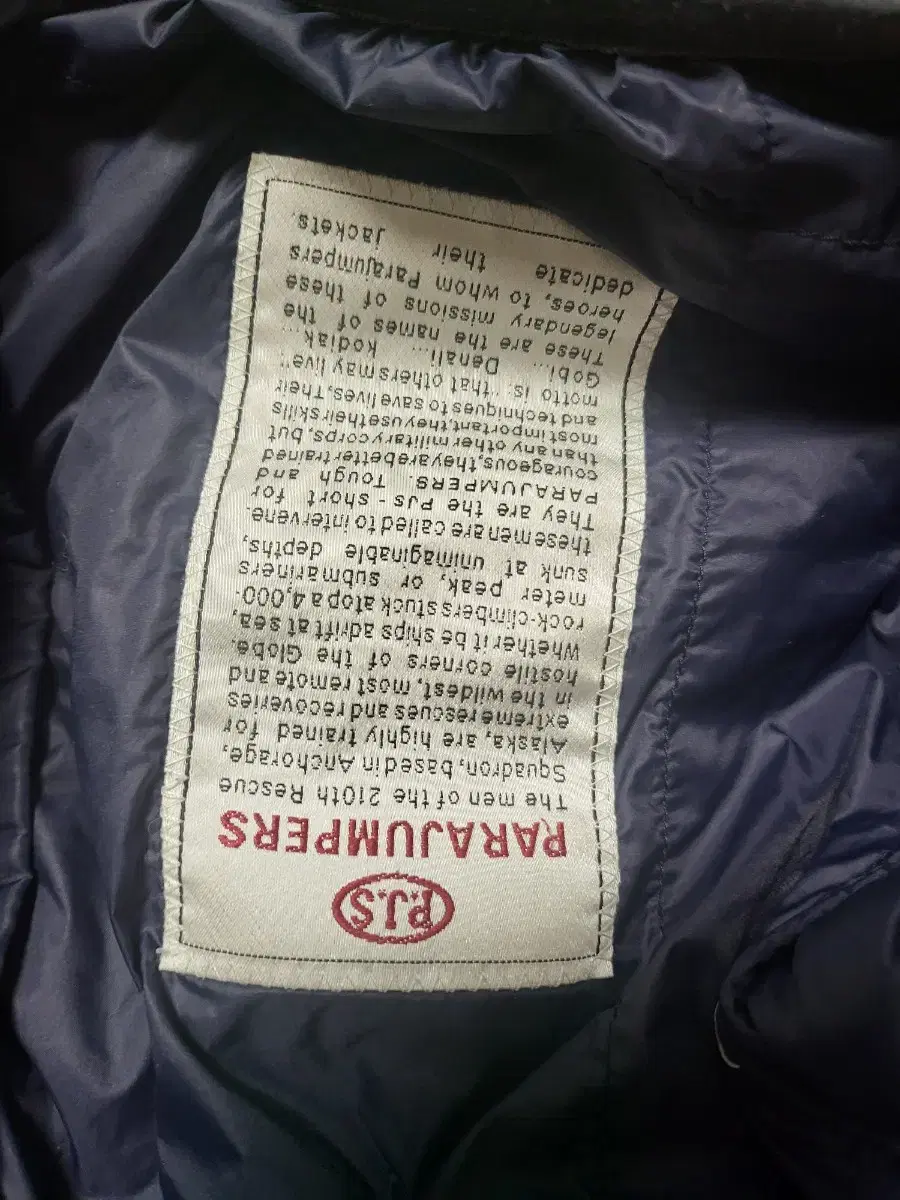 P.J.S
PARAJUMPERS
The men of the 210th Rescue
Squadron, based in Anchorage,
Alaska, are highly trained for
extreme rescues and recoveries
in the wildest, most remote and
hostile corners of the Globe.
Whether it be ships adrift at sea,
rock-climbers stuck atop a 4,000-
meter peak, or submariners
sunk at unimaginable depths,
these men are called to intervene.
They are the PJs - short for
PARAJUMPERS. Tough and
courageous, they are better trained
than any other military corps, but,
most important, they use their skills
and techniques to save lives. Their
motto is: "that others may live".
Gobi... Denali... Kodiak...
These are the names of the
legendary missions of these
heroes, to whom Parajumpers
dedicate their jackets.